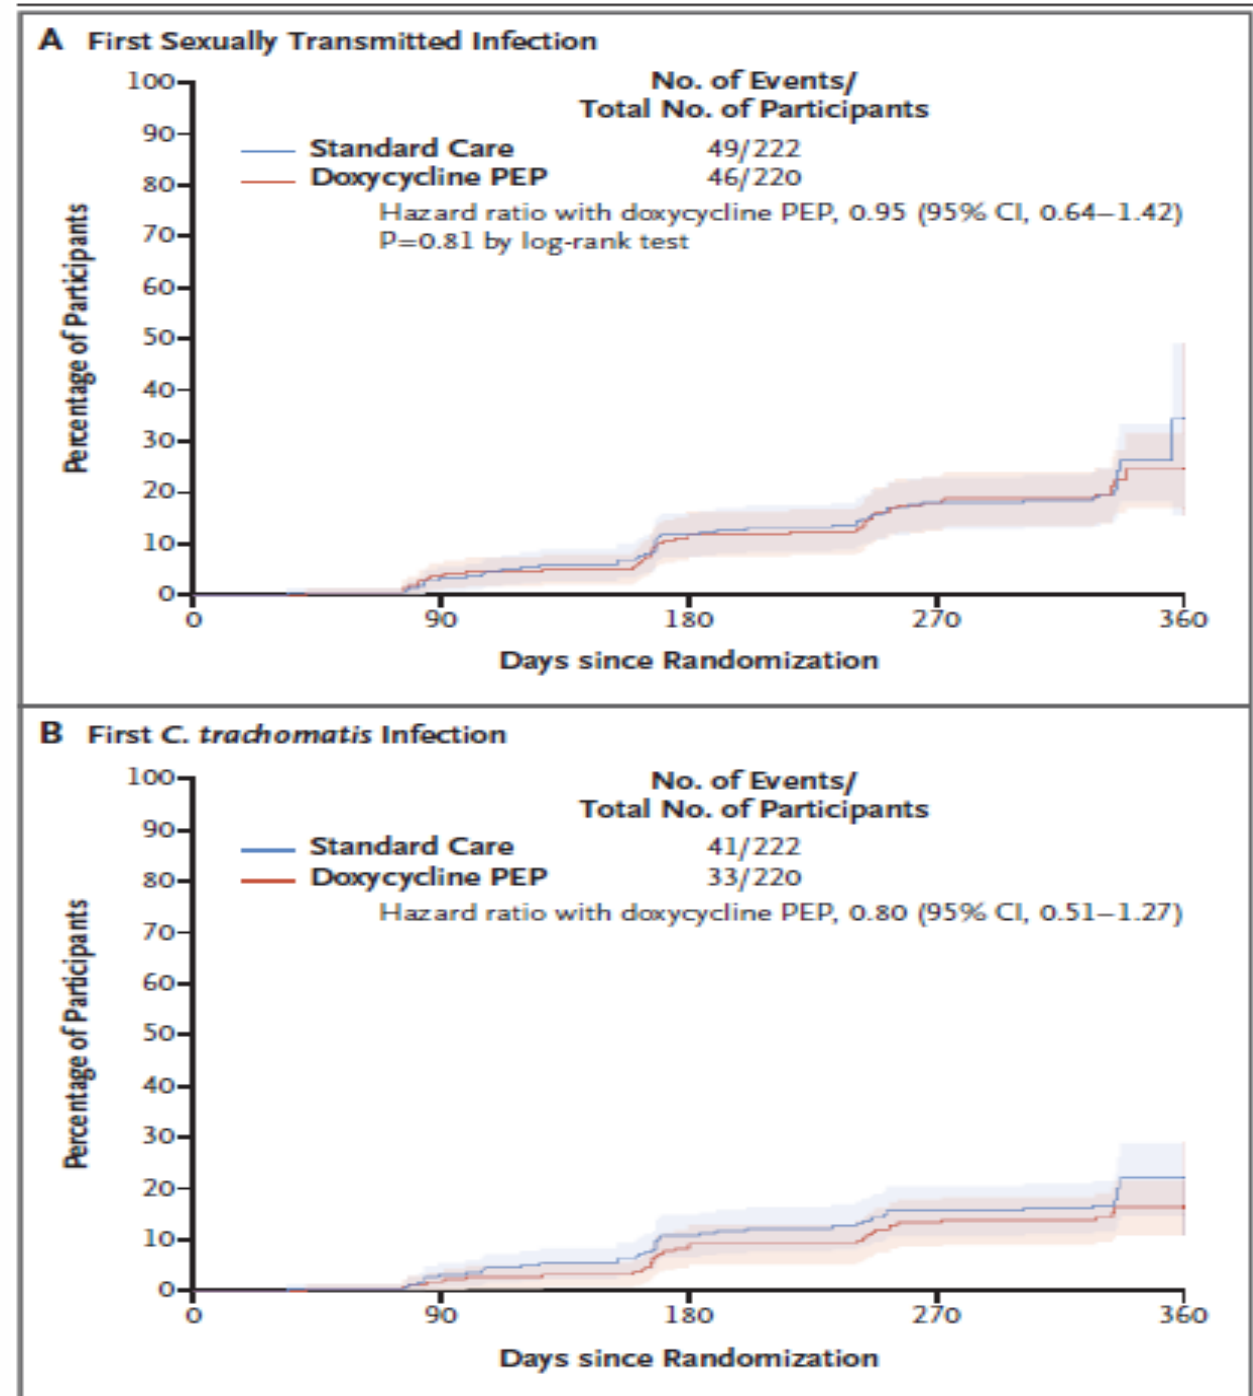 A First Sexually Transmitted Infection
No. of Events/
Total No. of Participants
Standard Care 49/222
Doxycycline PEP 46/220
Hazard ratio with doxycycline PEP, 0.95 (95% CI, 0.64–1.42)
P=0.81 by log-rank test
Percentage of Participants
100
90
80
70
60
50
40
30
20
10
0
0 90 180 270 360
Days since Randomization
B First C. trachomatis Infection
No. of Events/
Total No. of Participants
Standard Care 41/222
Doxycycline PEP 33/220
Hazard ratio with doxycycline PEP, 0.80 (95% CI, 0.51–1.27)
Percentage of Participants
100
90
80
70
60
50
40
30
20
10
0
0 90 180 270 360
Days since Randomization